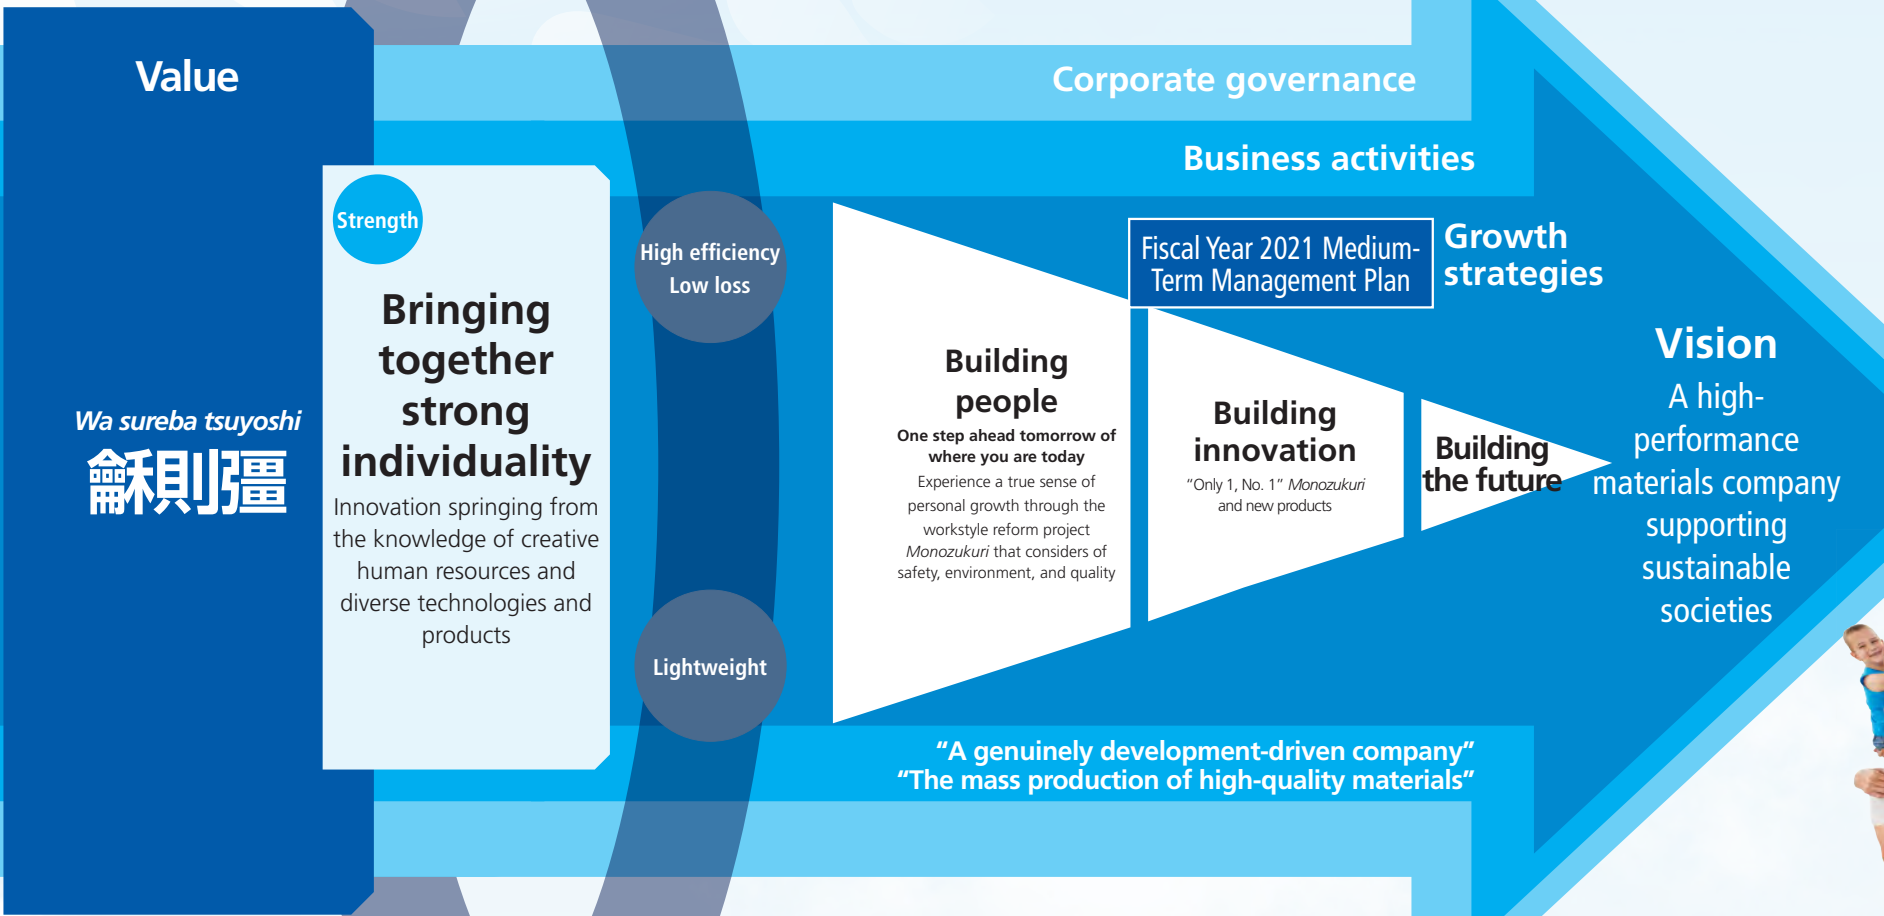 Value
Wa sureba tsuyoshi
龢則彊
Strength
Bringing
together
strong
individuality
Innovation springing from
the knowledge of creative
human resources and
diverse technologies and
products
High efficiency
Low loss
Lightweight
Corporate governance
Business activities
Fiscal Year 2021 Medium-
Term Management Plan
Growth
strategies
Building
people
One step ahead tomorrow of
where you are today
Experience a true sense of
personal growth through the
workstyle reform project
Monozukuri that considers of
safety, environment, and quality
Building
innovation
“Only 1, No. 1” Monozukuri
and new products
Building
the future
Vision
A high-
performance
materials company
supporting
sustainable
societies
“A genuinely development-driven company”
“The mass production of high-quality materials”